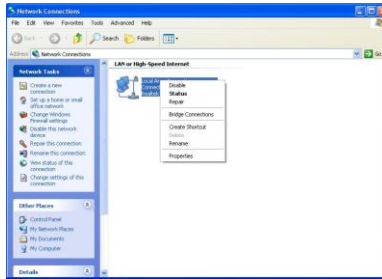 Network Connections
File Edit View Favorites Tools Advanced Help
Back Search Folders
Address Network Connections Go
Network Tasks
Create a new connection
Set up a home or small office network
Change Windows Firewall settings
Disable this network device
Repair this connection
Rename this connection
View status of this connection
Change settings of this connection
Other Places
Control Panel
My Network Places
My Documents
My Computer
Details
LAN or High-Speed Internet
Local Area
Connec
Realtek
Disable
Status
Repair
Bridge Connections
Create Shortcut
Delete
Rename
Properties